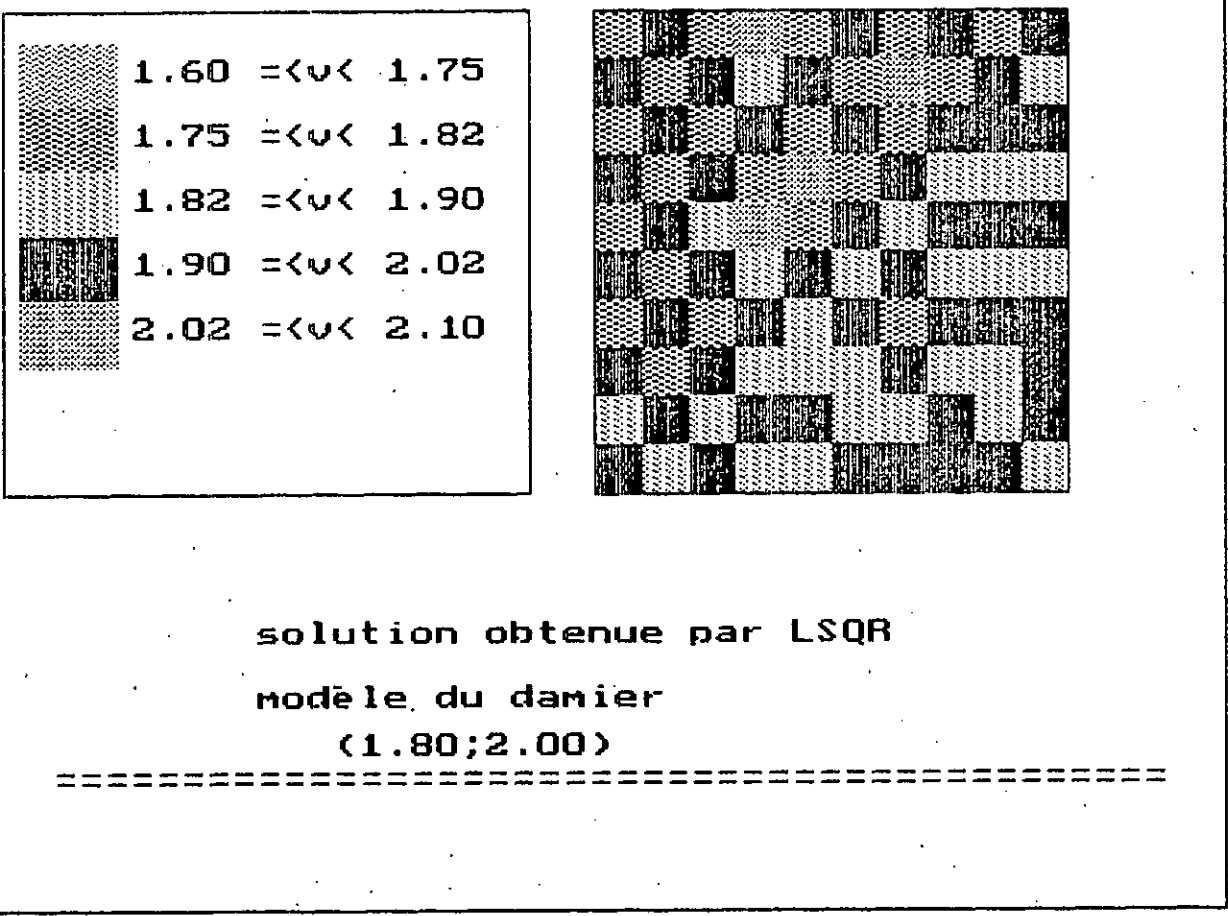 1.60 =<v< 1.75
1.75 =<v< 1.82
1.82 =<v< 1.90
1.90 =<v< 2.02
2.02 =<v< 2.10
solution obtenue par LSQR
modèle du damier
(1.80;2.00)
============================================